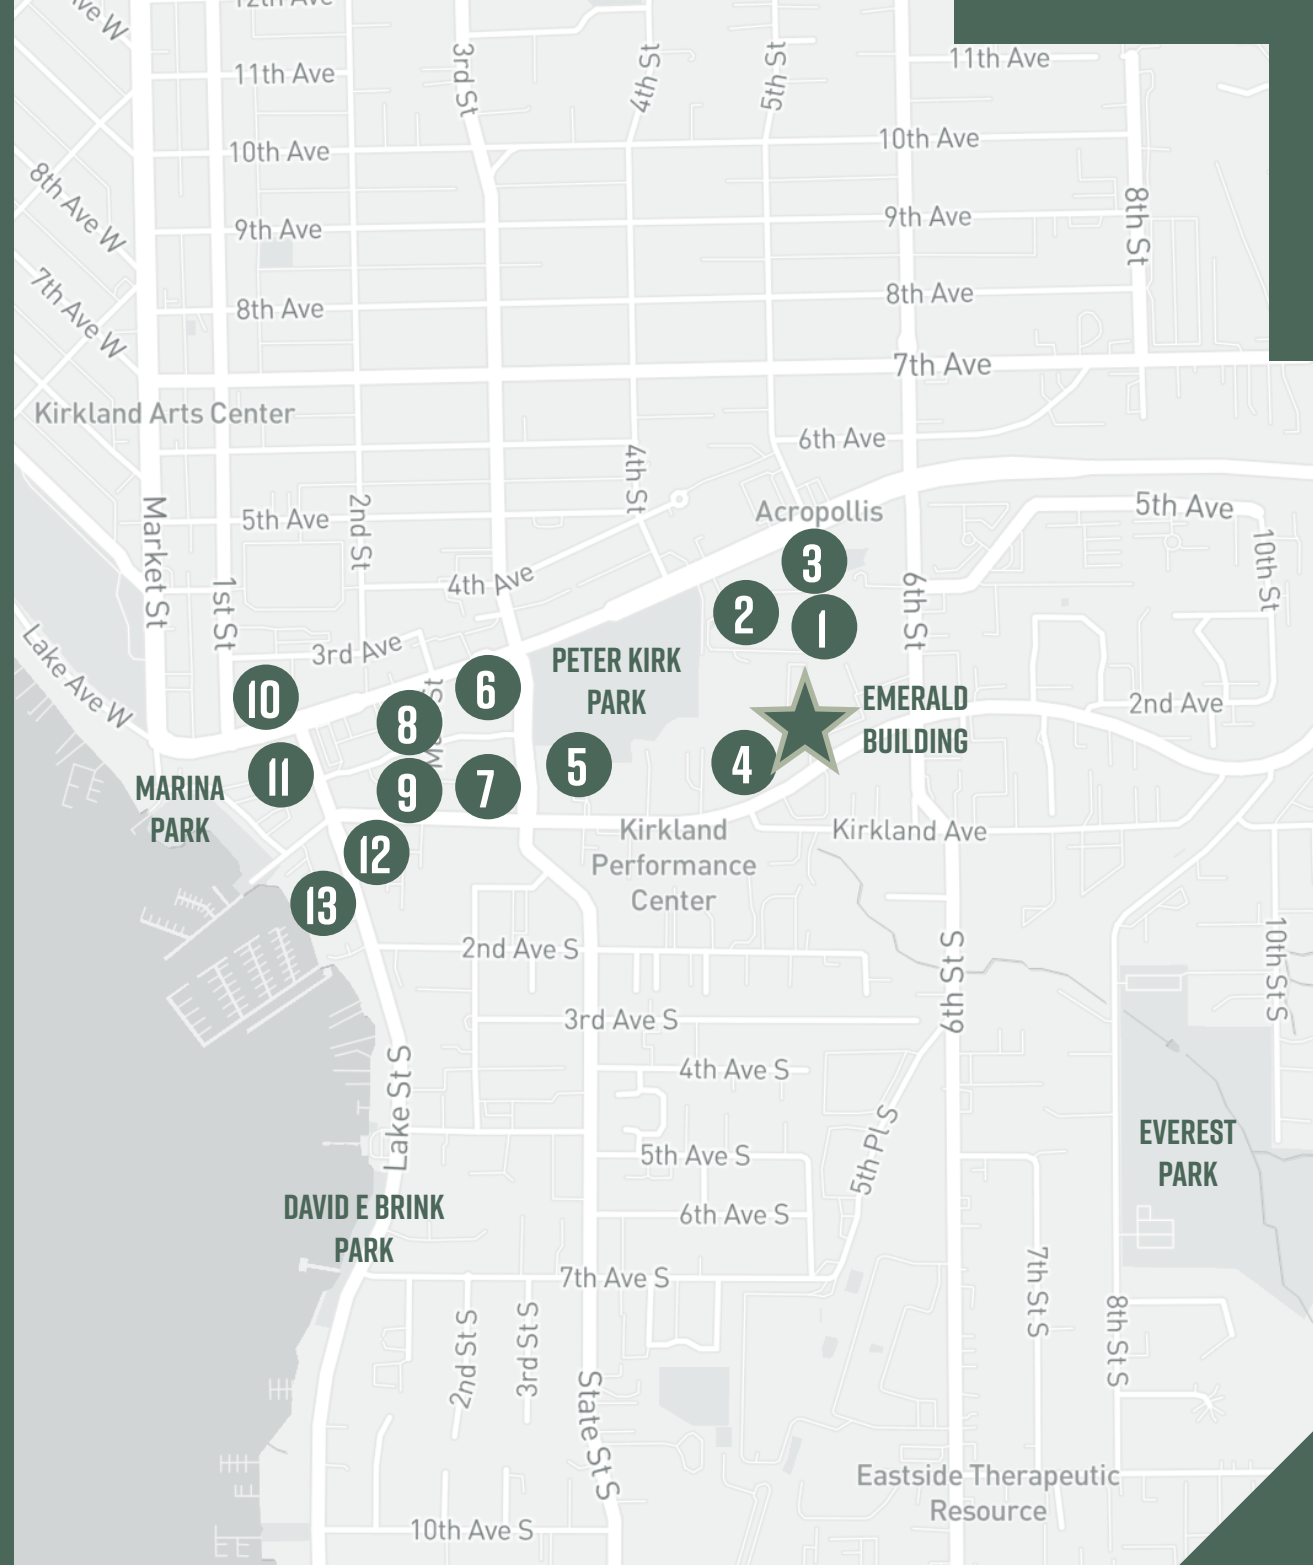 12th Ave
Ave W
3rd St
4th St
5th St
11th Ave
11th Ave
10th Ave
10th Ave
8th Ave W
9th Ave
9th Ave
8th St
7th Ave W
8th Ave
8th Ave
7th Ave
Kirkland Arts Center
6th Ave
4th St
Market St
2nd St
5th Ave
Acropollis
5th Ave
10th St
3
4th Ave
1st St
6th St
2
1
Lake Ave W
3rd Ave
PETER KIRK
PARK
10
6
EMERALD
BUILDING
2nd Ave
8
St
11
5
4
MARINA
PARK
9
7
Kirkland
Performance
Center
Kirkland Ave
12
13
2nd Ave S
6th St S
10th St S
3rd Ave S
4th Ave S
Lake St S
5th Pl S
EVEREST
PARK
5th Ave S
DAVID E BRINK
PARK
6th Ave S
7th Ave S
7th St S
8th St S
2nd St S
3rd St S
State St S
Eastside Therapeutic
Resource
10th Ave S